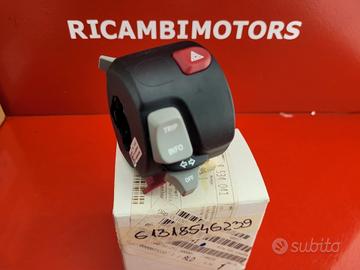 RICAMBIMOTORS
TRIP
INFO
OFF
61318546239
subito